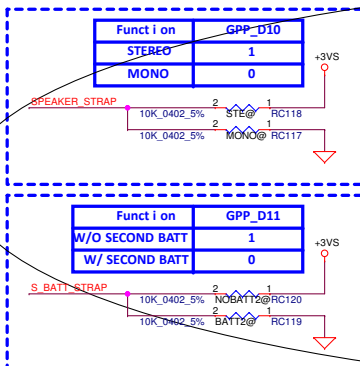 Funct i on GPP_D10
STEREO 1
MONO 0
+3VS
SPEAKER_STRAP
2 1
10K_0402_5% STE@ RC118
2 1
10K_0402_5% MONO@ RC117
Funct i on GPP_D11
W/O SECOND BATT 1
W/ SECOND BATT 0
+3VS
S_BATT_STRAP
2 1
10K_0402_5% NOBATT2@ RC120
2 1
10K_0402_5% BATT2@ RC119